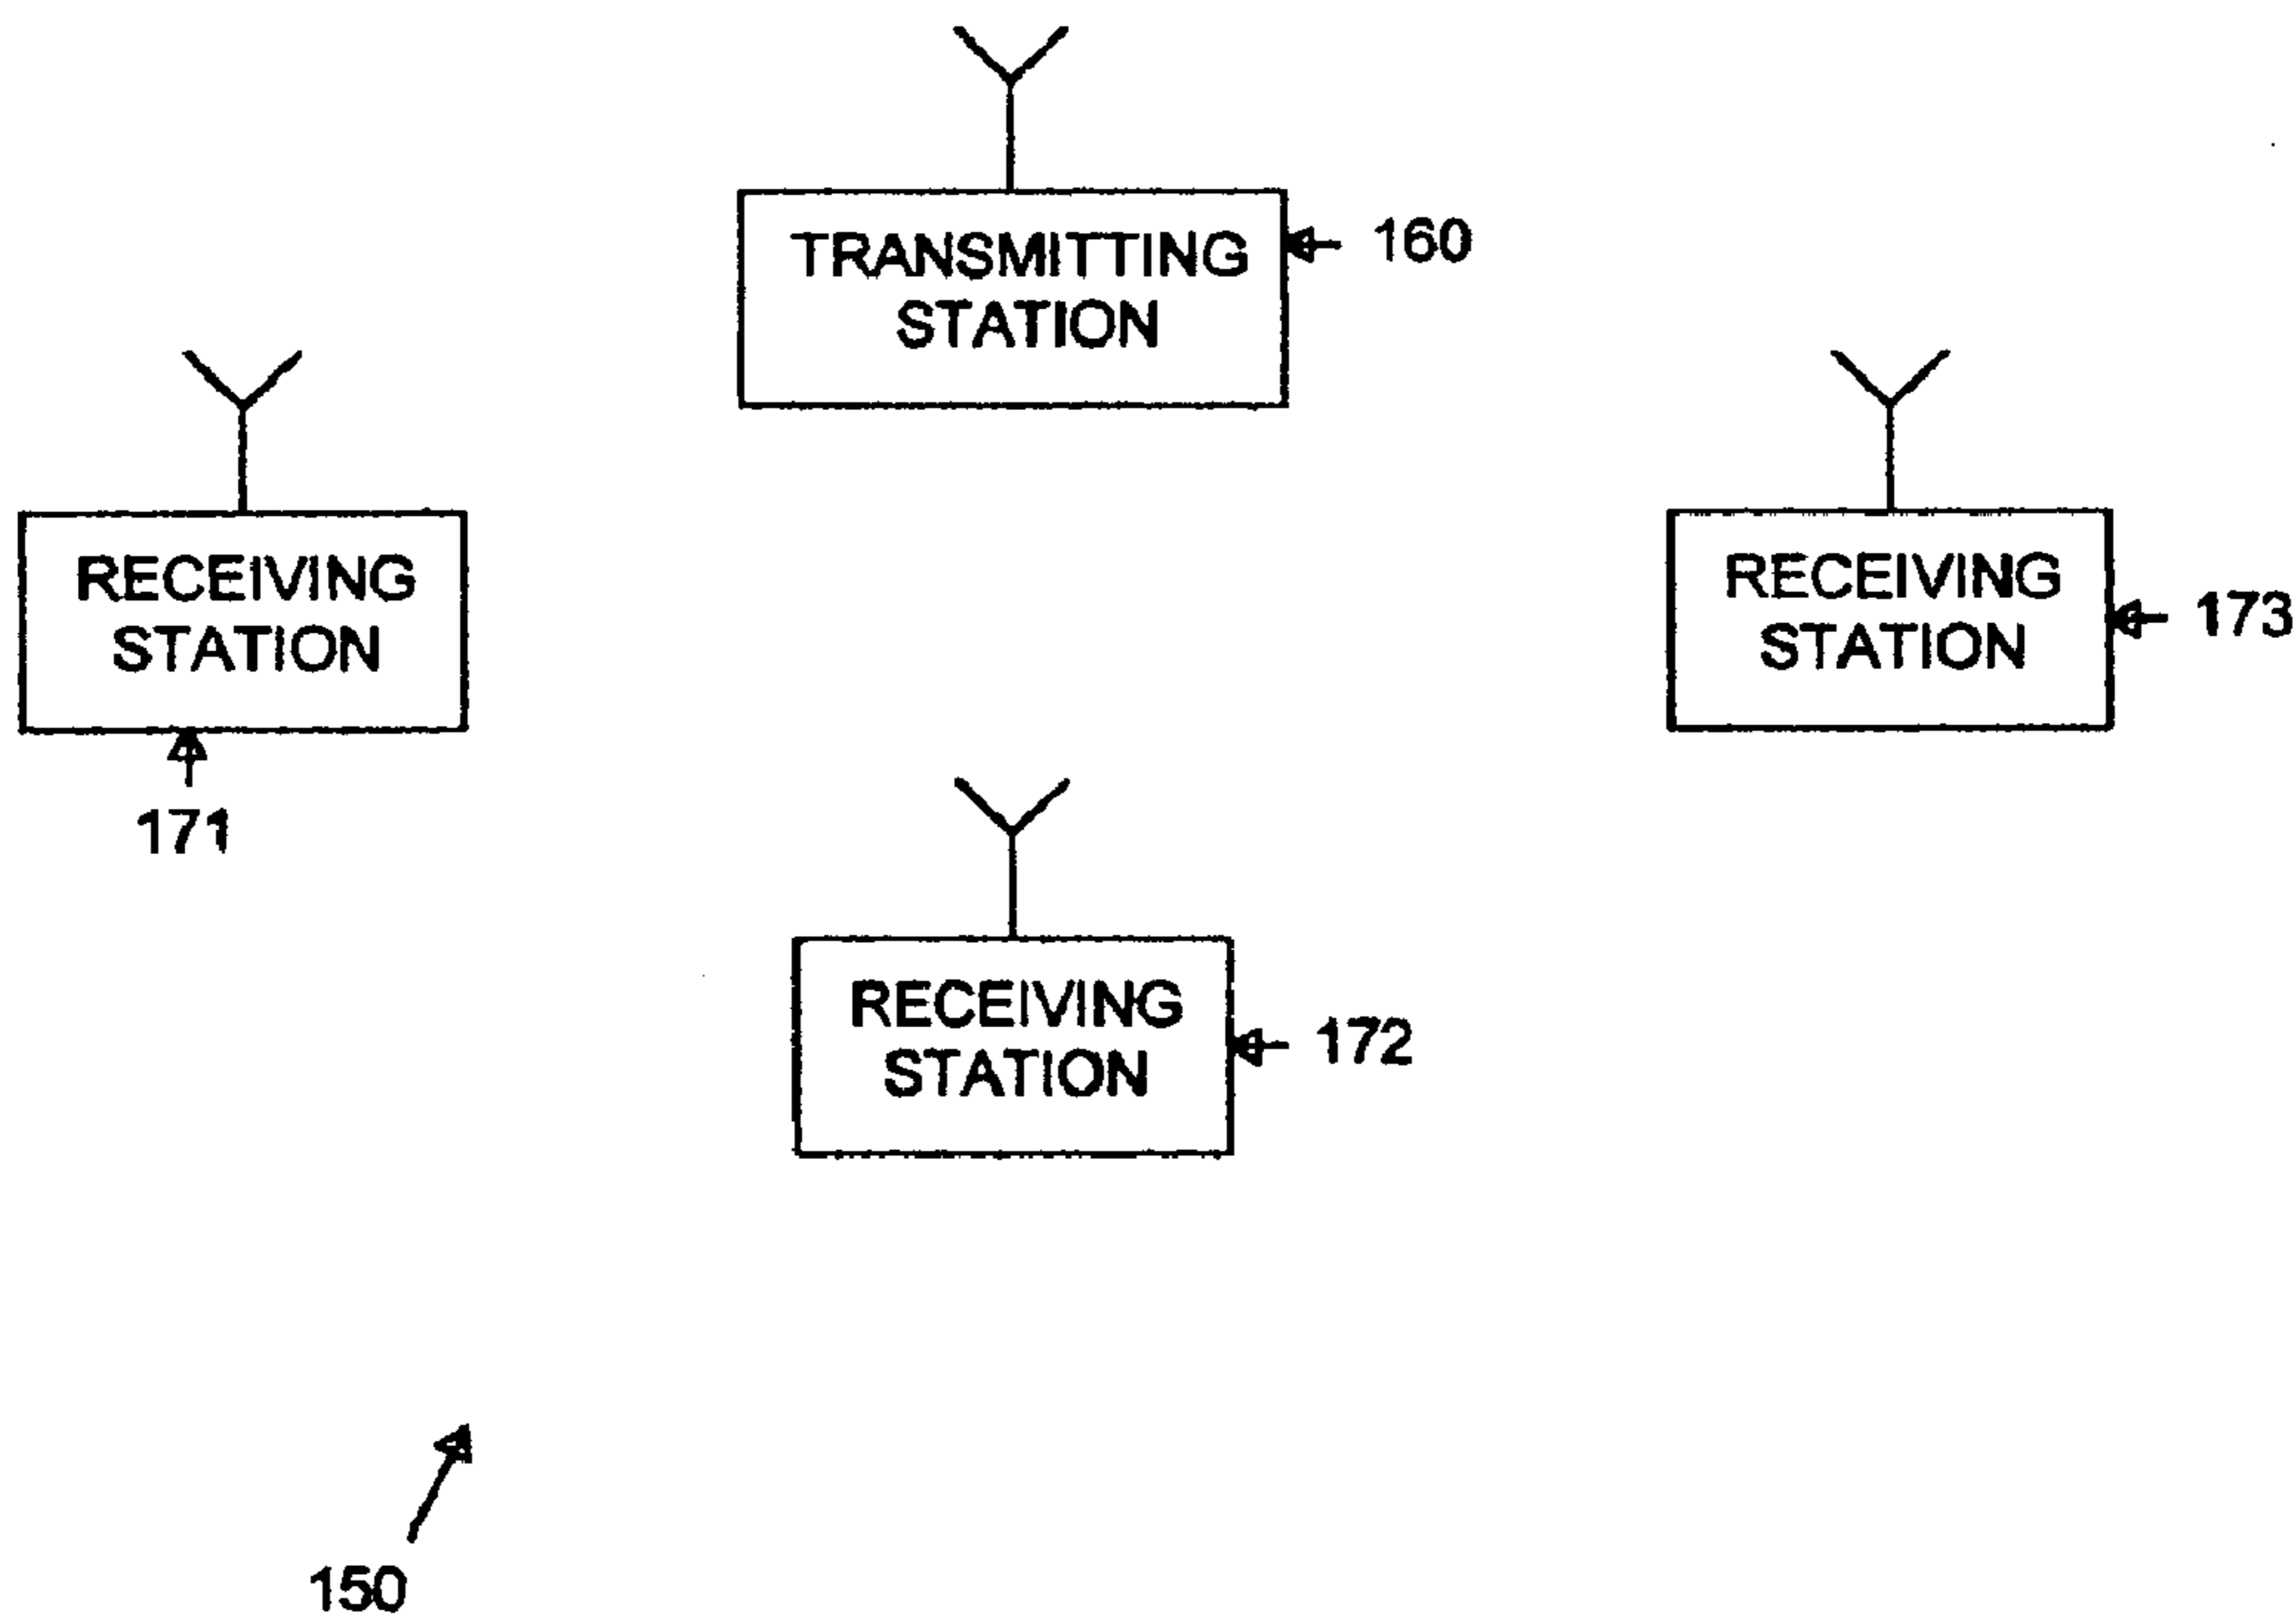 TRANSMITTING
STATION
160
RECEIVING
STATION
171
RECEIVING
STATION
173
RECEIVING
STATION
172
150